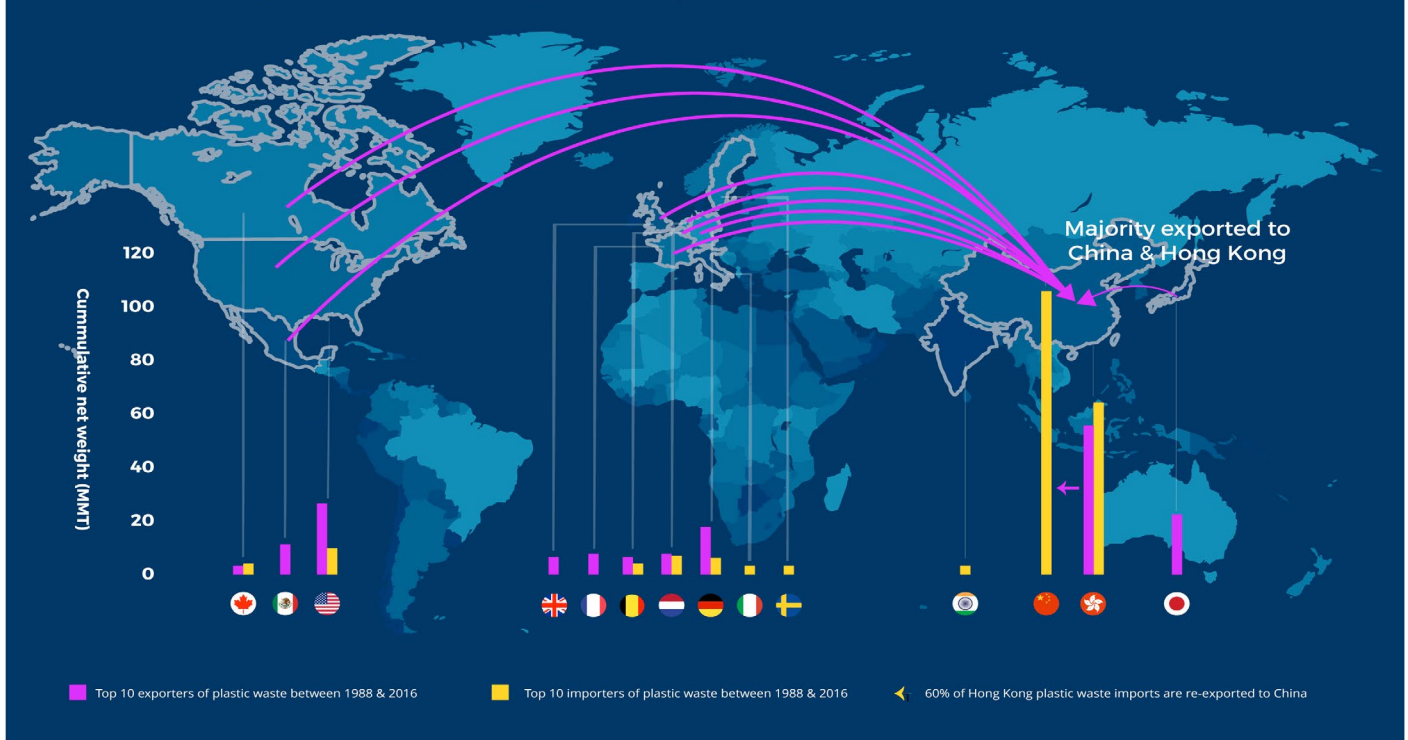 Majority exported to
China & Hong Kong
Cummulative net weight (MMT)
120
100
80
60
40
20
0
Top 10 exporters of plastic waste between 1988 & 2016
Top 10 importers of plastic waste between 1988 & 2016
60% of Hong Kong plastic waste imports are re-exported to China